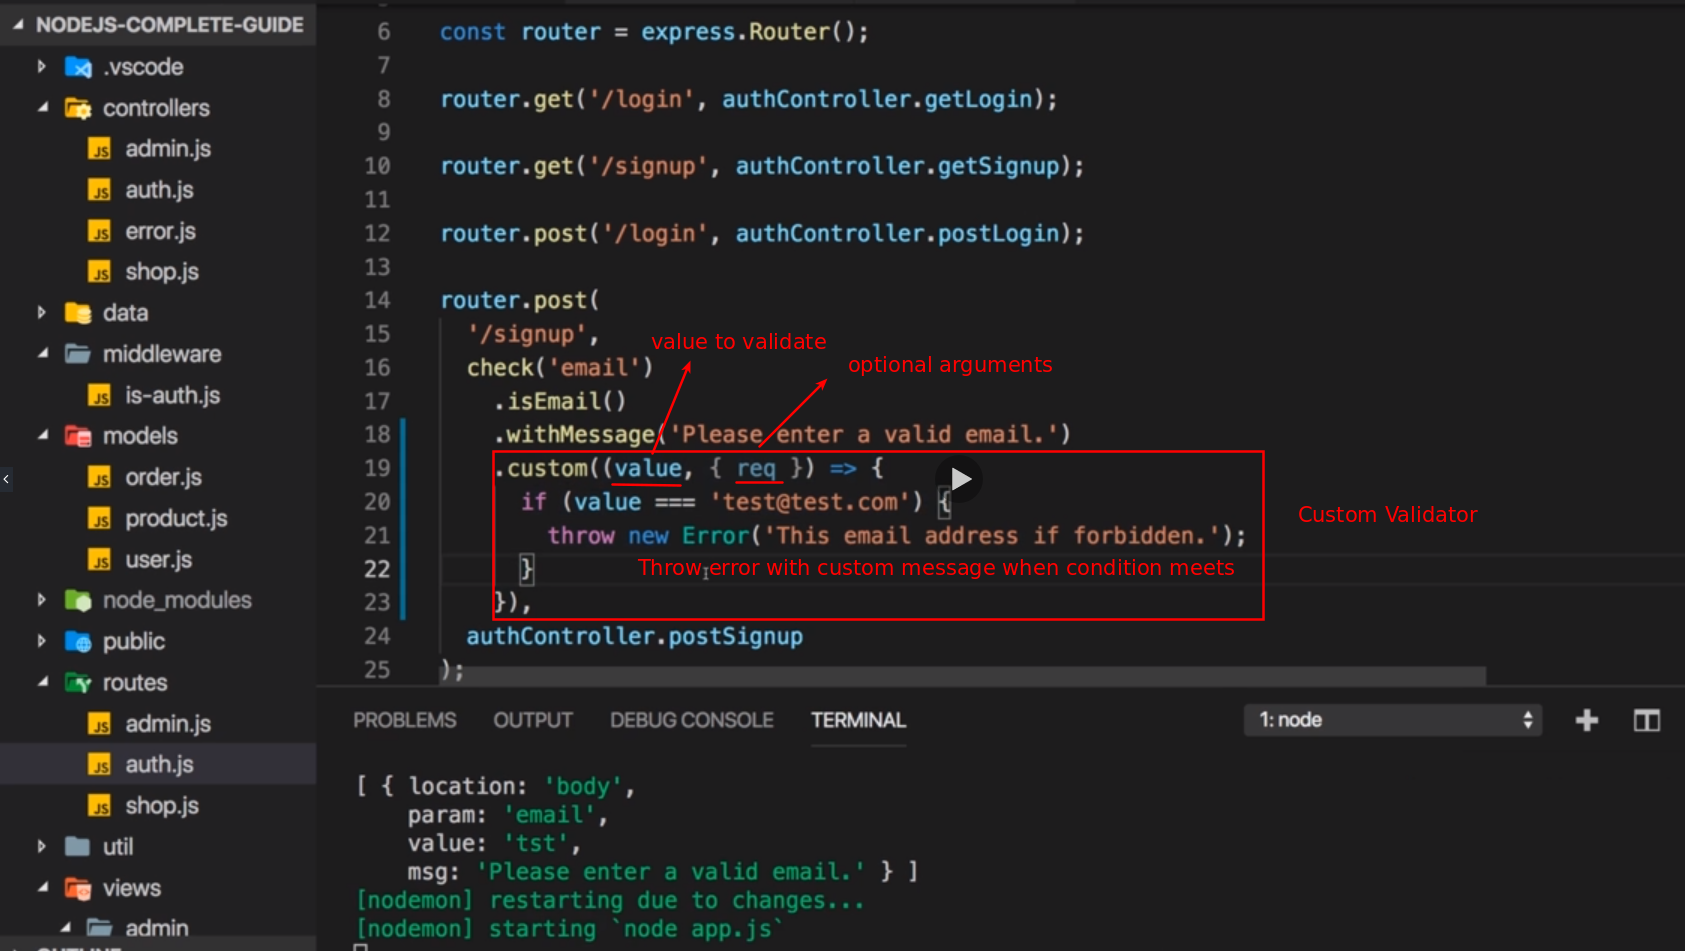 NODEJS-COMPLETE-GUIDE
.vscode
controllers
admin.js
auth.js
error.js
shop.js
data
middleware
is-auth.js
models
order.js
product.js
user.js
node_modules
public
routes
admin.js
auth.js
shop.js
util
views
admin
6 const router = express.Router();
7
8 router.get('/login', authController.getLogin);
9
10 router.get('/signup', authController.getSignup);
11
12 router.post('/login', authController.postLogin);
13
14 router.post(
15 '/signup',
value to validate
optional arguments
16 check('email')
17 .isEmail()
18 .withMessage('Please enter a valid email.')
19 .custom((value, { req }) => {
20 if (value === 'test@test.com') {
Custom Validator
21 throw new Error('This email address if forbidden.');
22 }
Throw error with custom message when condition meets
23 }),
24 authController.postSignup
25 );
PROBLEMS OUTPUT DEBUG CONSOLE TERMINAL 1: node
[ { location: 'body',
param: 'email',
value: 'tst',
msg: 'Please enter a valid email.' } ]
[nodemon] restarting due to changes...
[nodemon] starting `node app.js`